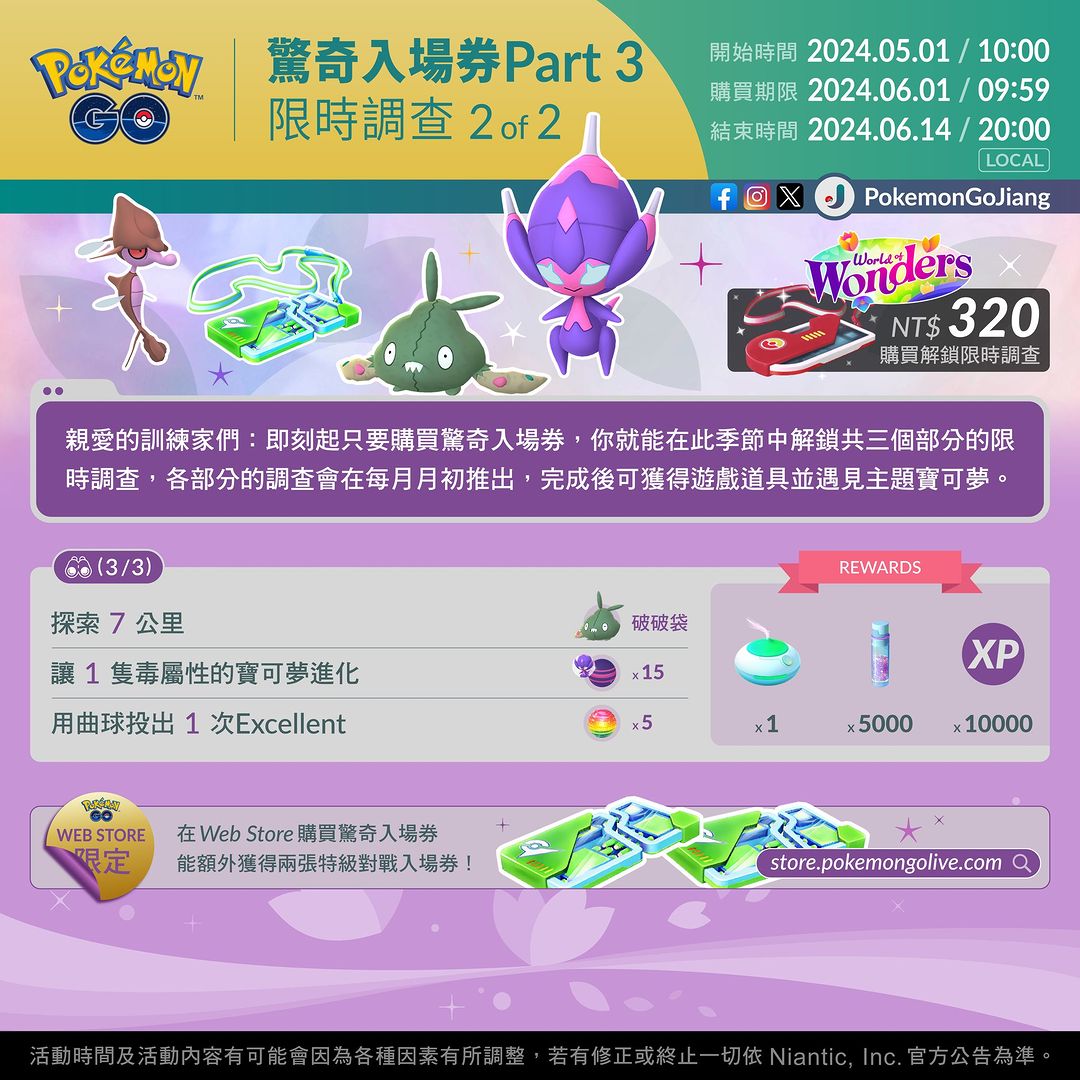 POKÉMON GO
TM
驚奇入場券Part 3
限時調查 2 of 2
開始時間 2024.05.01 / 10:00
購買期限 2024.06.01 / 09:59
結束時間 2024.06.14 / 20:00
LOCAL
PokemonGoJiang
World of
Wonders
NT$ 320
購買解鎖限時調查
親愛的訓練家們：即刻起只要購買驚奇入場券，你就能在此季節中解鎖共三個部分的限
時調查，各部分的調查會在每月月初推出，完成後可獲得遊戲道具並遇見主題寶可夢。
(3/3)
REWARDS
探索 7 公里
破破袋
讓 1 隻毒屬性的寶可夢進化
x 15
用曲球投出 1 次Excellent
x 5
XP
x 1
x 5000
x 10000
POKÉMON GO
WEB STORE
限定
在 Web Store 購買驚奇入場券
能額外獲得兩張特級對戰入場券！
store.pokemongolive.com
活動時間及活動內容有可能會因為各種因素有所調整，若有修正或終止一切依 Niantic, Inc. 官方公告為準。